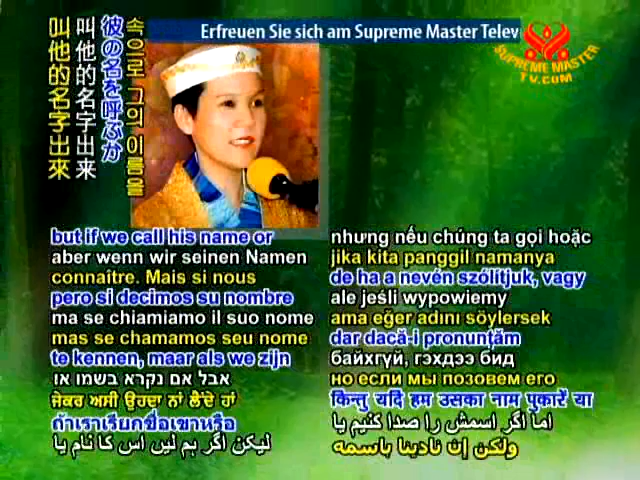 Erfreuen Sie sich am Supreme Master Telev
SUPREME MASTER
TV.COM
叫他的名字出來
叫他的名字出来
彼の名を呼ぶか
속으로 그의 이름을
but if we call his name or
aber wenn wir seinen Namen
connaitre. Mais si nous
pero si decimos su nombre
ma se chiamiamo il suo nome
mas se chamamos seu nome
te kennen, maar als we zijn
אבל אם נקרא בשמו או
ਜੇਕਰ ਅਸੀ ਉਹਦਾ ਨਾਂ ਲੈਂਦੇ ਹਾਂ
ถ้าเราเรียกชื่อเขาหรือ
لیکن اگر ہم لیں اس کا نام یا
nhưng nếu chúng ta gọi hoặc
jika kita panggil namanya
de ha a nevén szólítjuk, vagy
ale jeśli wypowiemy
ama eğer adını söylersek
dar dacă-i pronunţăm
байхгүй, гэхдээ бид
но если мы позовем его
किन्तु यदि हम उसका नाम पुकारें या
اما اگر اسمش را صدا کنیم یا
ولكن إن نادينا باسمه